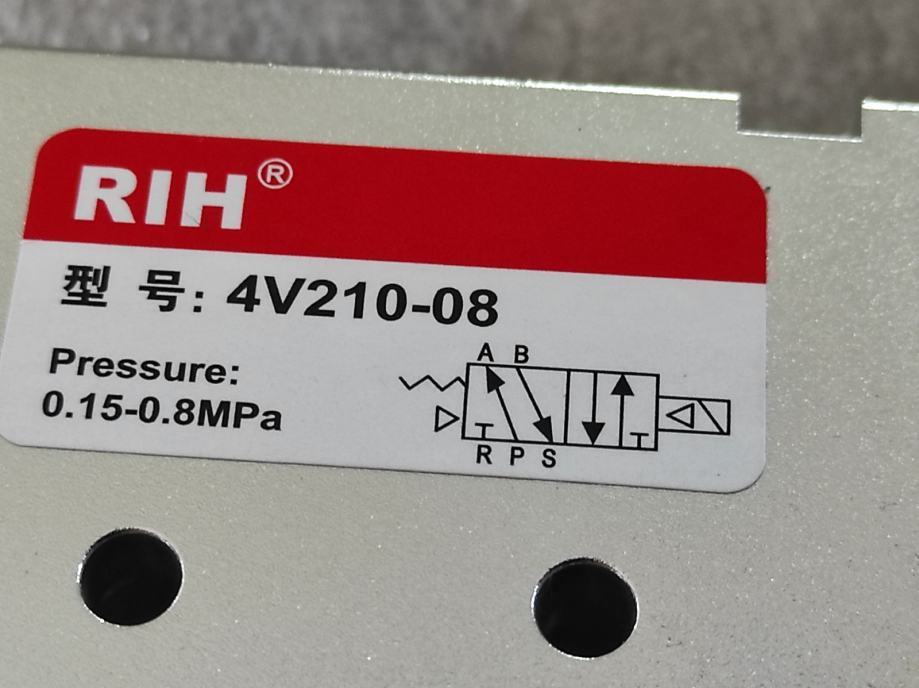 RIH®
型 号: 4V210-08
Pressure:
0.15-0.8MPa
A B
R P S